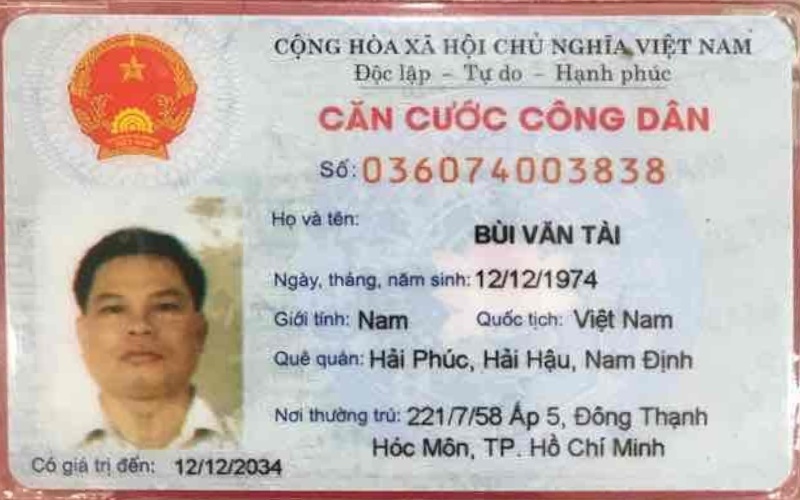 CỘNG HÒA XÃ HỘI CHỦ NGHĨA VIỆT NAM
Độc lập - Tự do - Hạnh phúc
CĂN CƯỚC CÔNG DÂN
Số: 036074003838
Họ và tên: BÙI VĂN TÀI
Ngày, tháng, năm sinh: 12/12/1974
Giới tính: Nam Quốc tịch: Việt Nam
Quê quán: Hải Phúc, Hải Hậu, Nam Định
Nơi thường trú: 221/7/58 Ấp 5, Đông Thạnh
Hóc Môn, TP. Hồ Chí Minh
Có giá trị đến: 12/12/2034